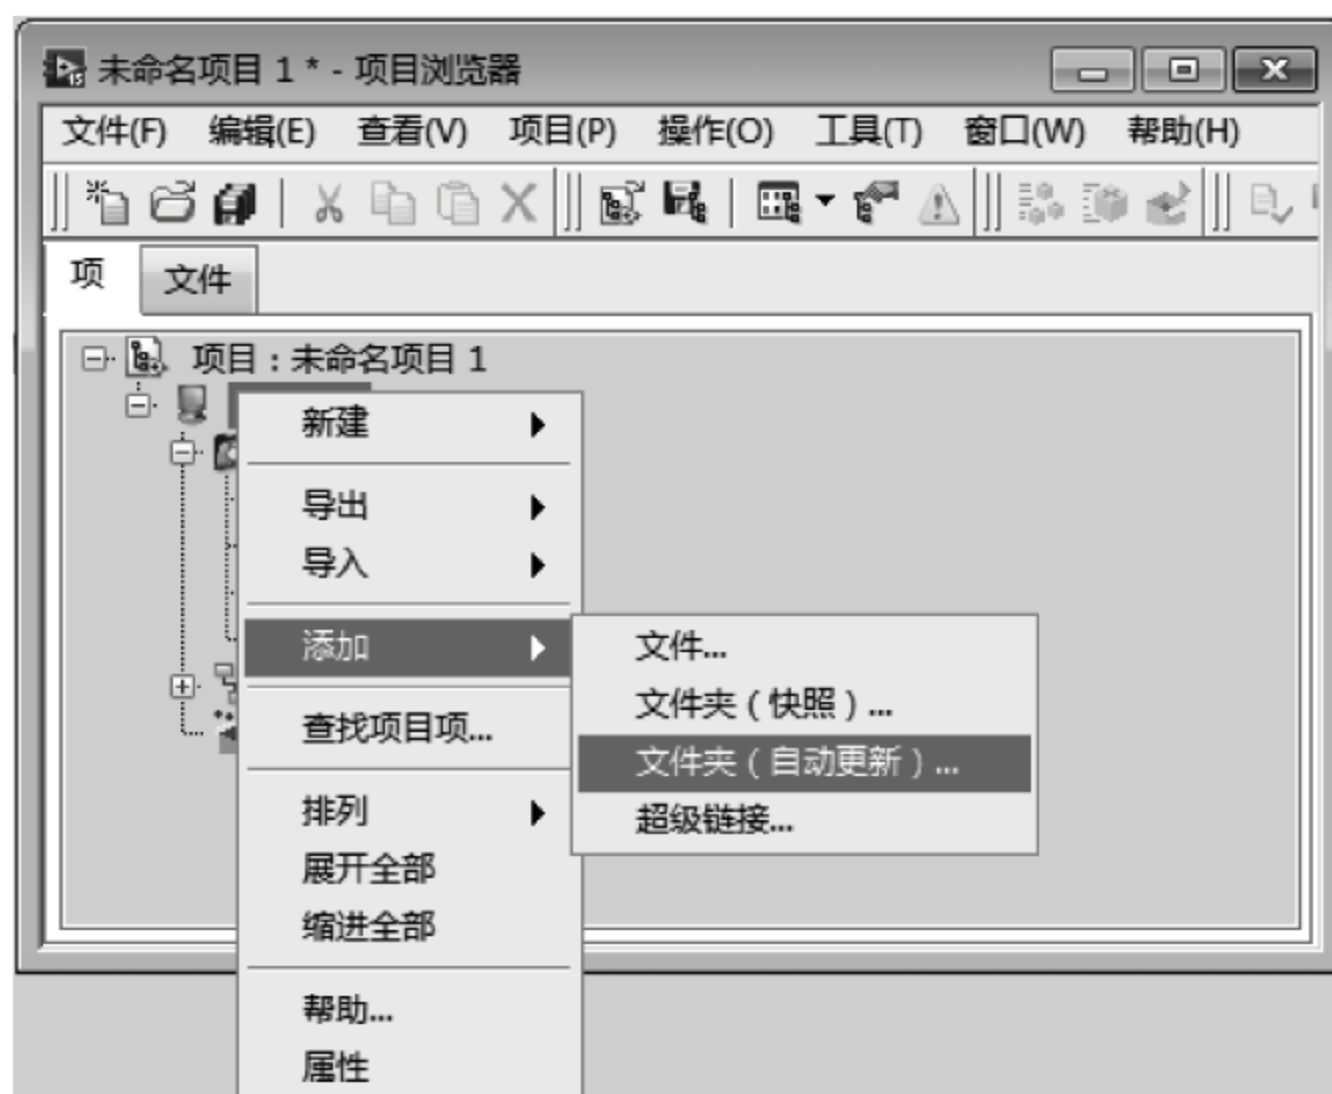 未命名项目 1 * - 项目浏览器
文件(F) 编辑(E) 查看(V) 项目(P) 操作(O) 工具(T) 窗口(W) 帮助(H)
项 文件
项目：未命名项目 1
新建
导出
导入
添加
文件...
文件夹（快照）...
查找项目项...
文件夹（自动更新）...
排列
超级链接...
展开全部
缩进全部
帮助...
属性